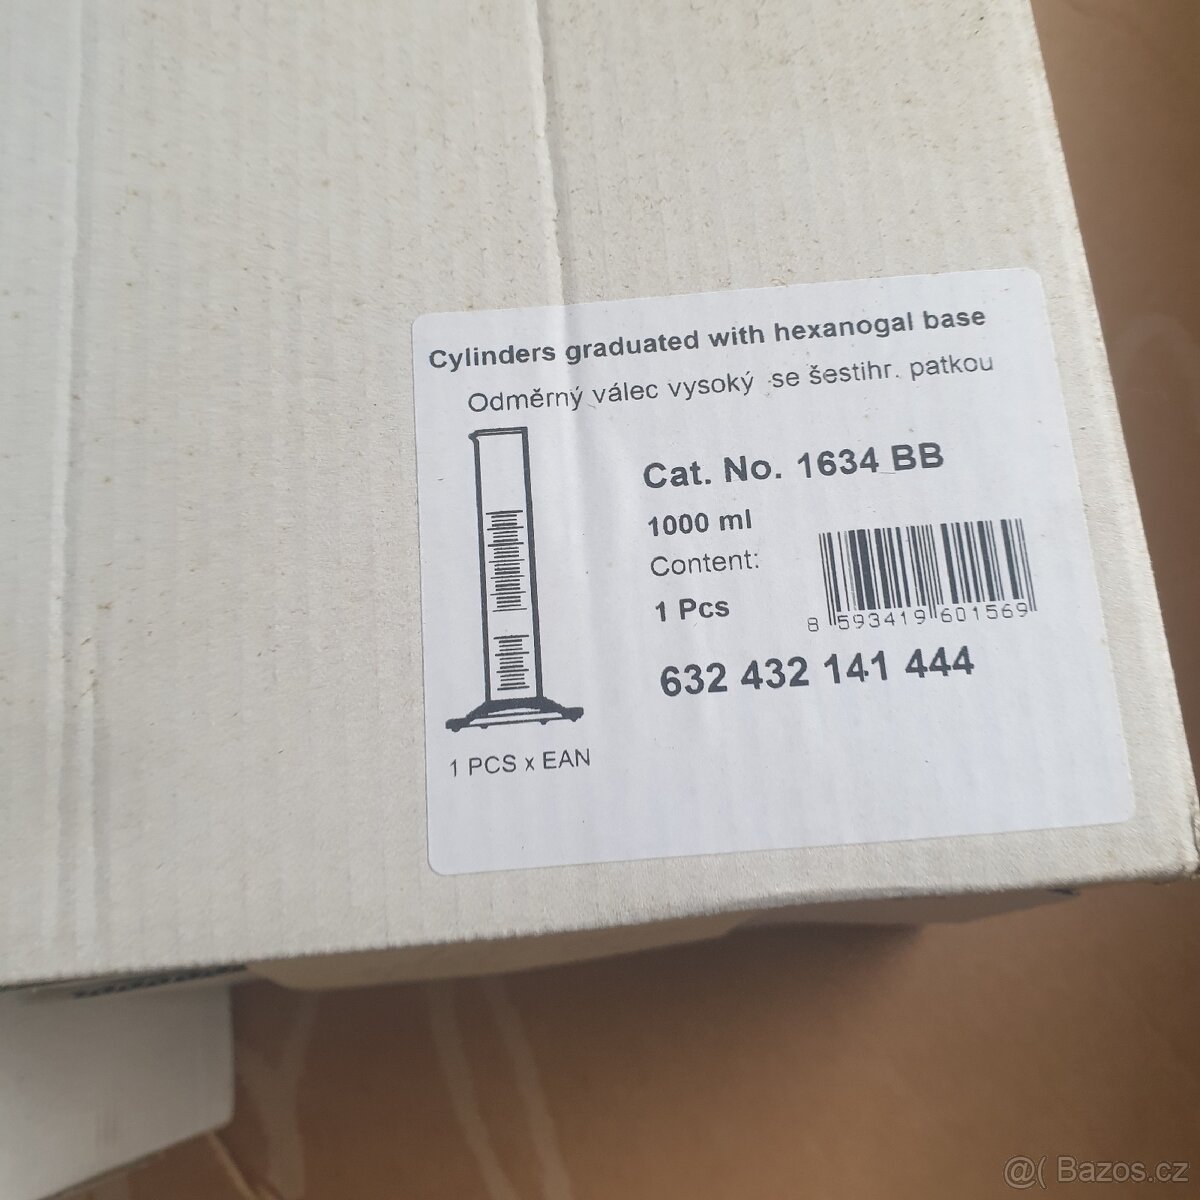 Cylinders graduated with hexanogal base
Odměrný válec vysoký se šestihr. patkou
Cat. No. 1634 BB
1000 ml
Content:
1 Pcs
8 593419 601569
632 432 141 444
1 PCS x EAN
@( Bazos.cz